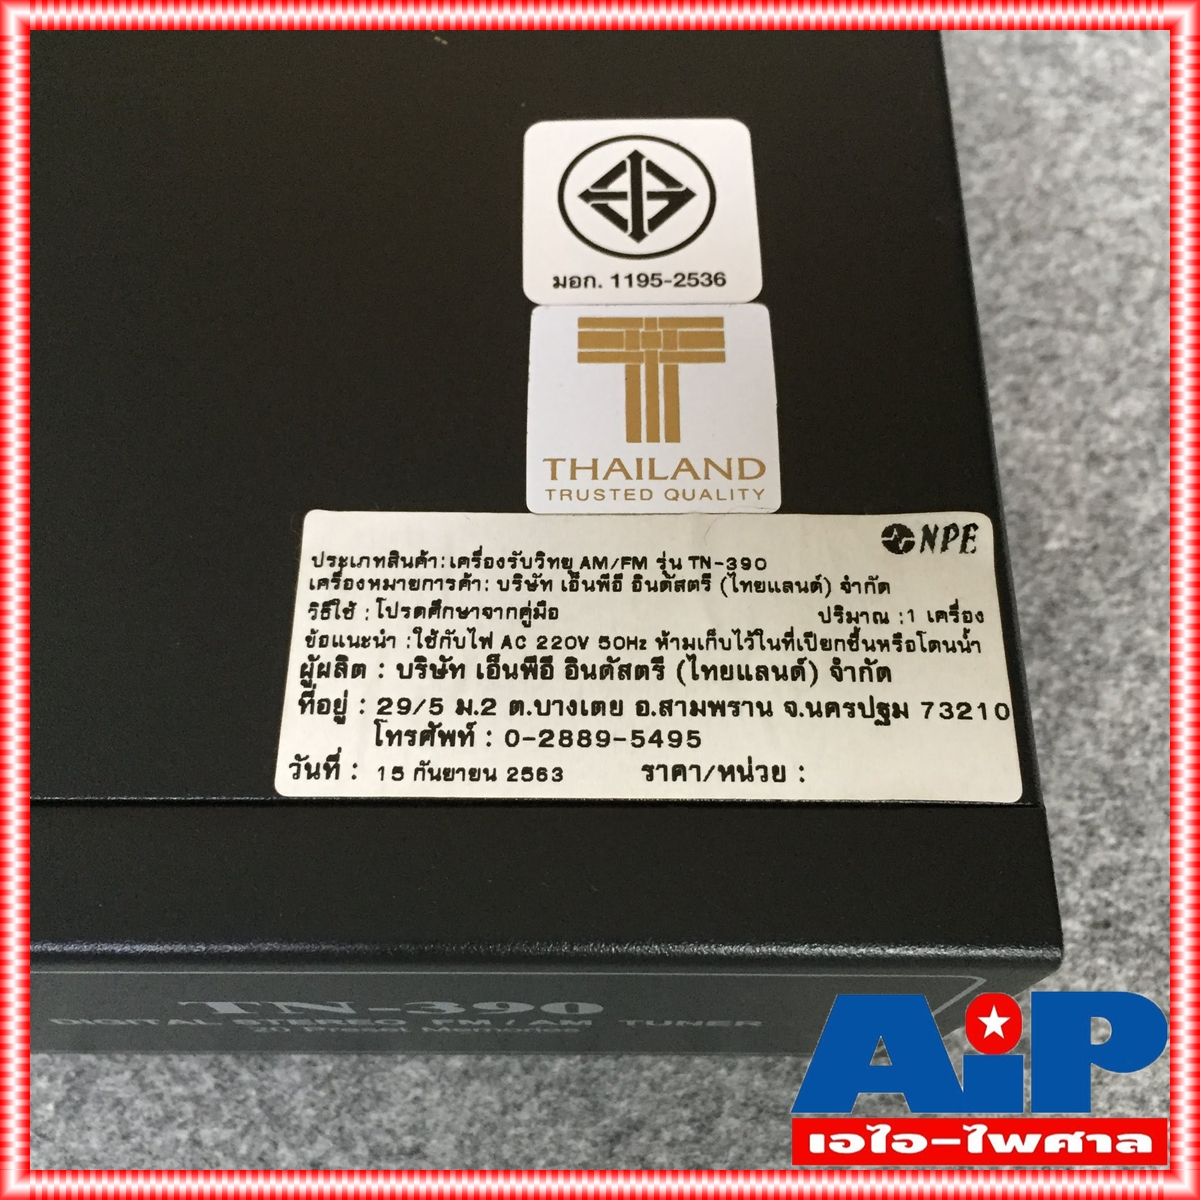 มอก. 1195-2536
THAILAND
TRUSTED QUALITY
NPE
ประเภทสินค้า:เครื่องรับวิทยุ AM/FM รุ่น TN-390
เครื่องหมายการค้า: บริษัท เอ็นพีอี อินดัสตรี (ไทยแลนด์) จำกัด
วิธีใช้ :โปรดศึกษาจากคู่มือ ปริมาณ :1 เครื่อง
ข้อแนะนำ :ใช้กับไฟ AC 220V 50Hz ห้ามเก็บไว้ในที่เปียกชื้นหรือโดนน้ำ
ผู้ผลิต : บริษัท เอ็นพีอี อินดัสตรี (ไทยแลนด์) จำกัด
ที่อยู่ : 29/5 ม.2 ต.บางเตย อ.สามพราน จ.นครปฐม 73210
โทรศัพท์ : 0-2889-5495
วันที่ : 15 กันยายน 2563 ราคา/หน่วย :
TN-390
DIGITAL STEREO FM / AM TUNER
20 Preset Memories
AiP
เอไอ-ไพศาล